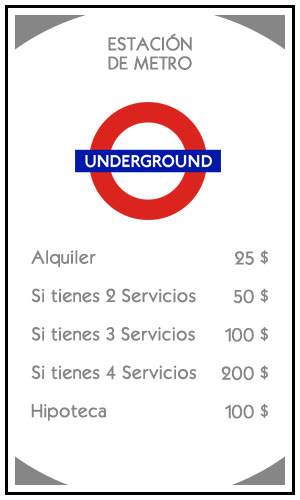 ESTACIÓN
DE METRO
UNDERGROUND
Alquiler 25 $
Si tienes 2 Servicios 50 $
Si tienes 3 Servicios 100 $
Si tienes 4 Servicios 200 $
Hipoteca 100 $